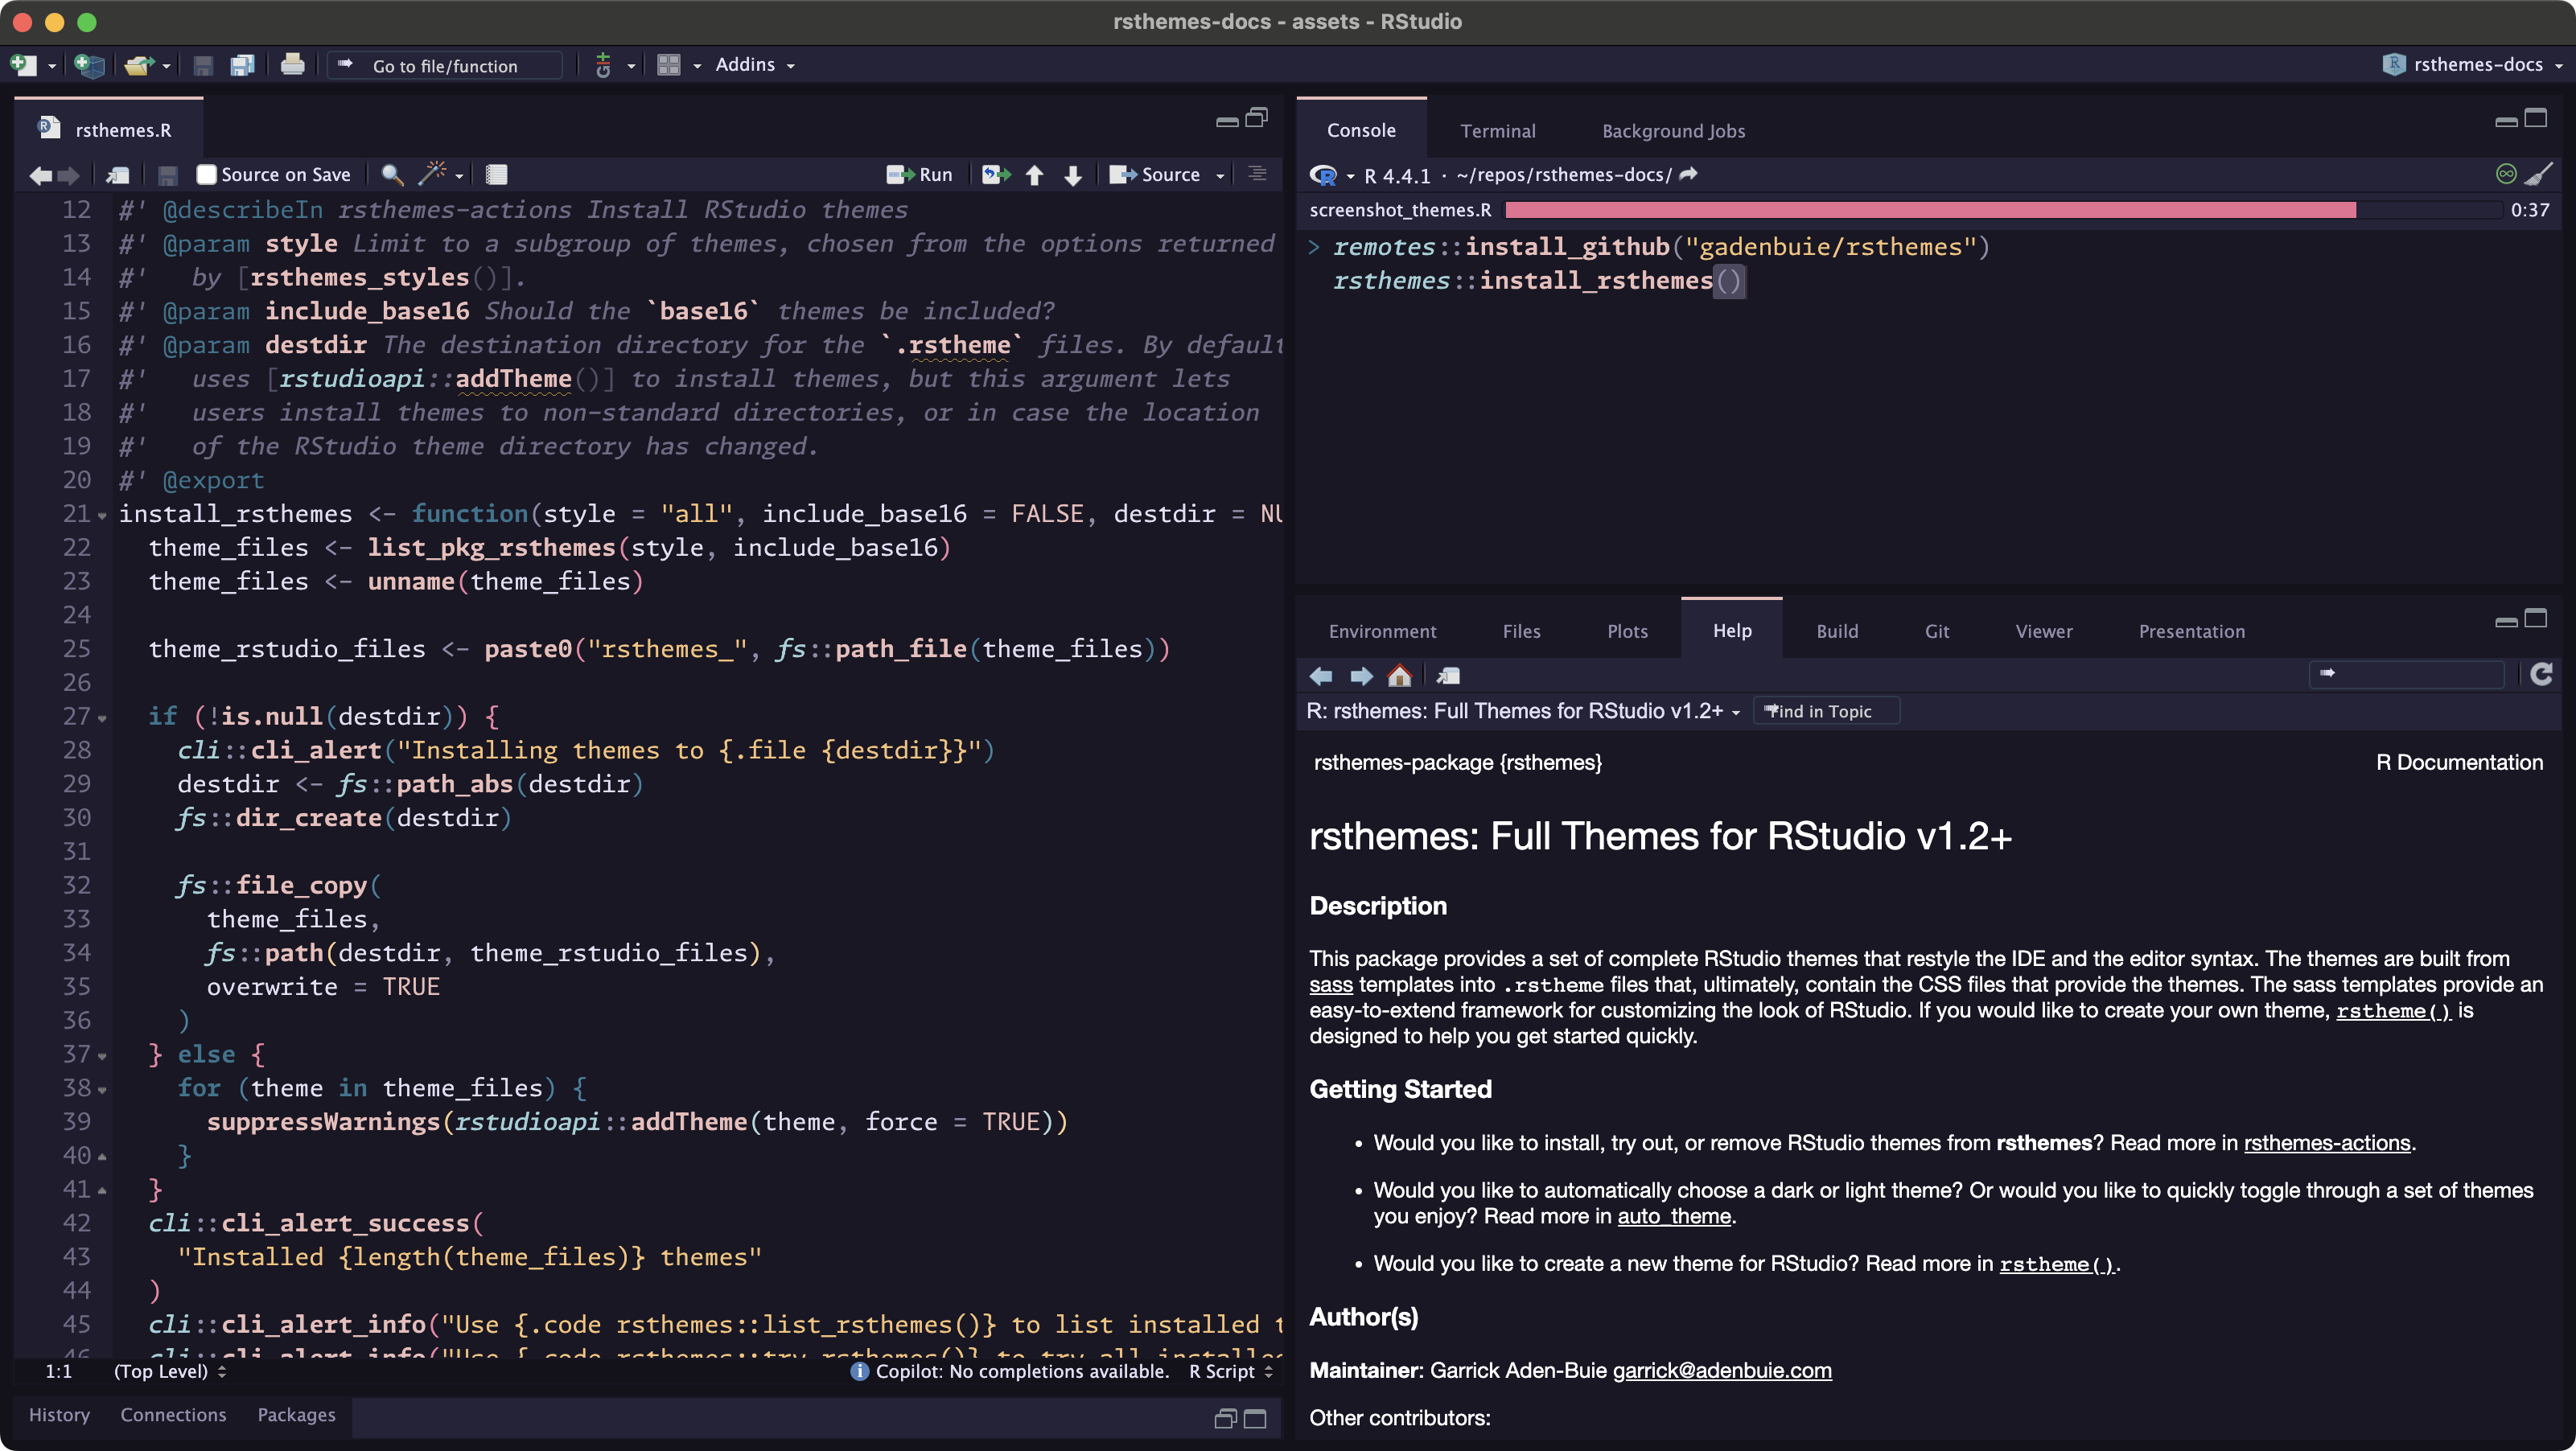 rsthemes-docs - assets - RStudio
Go to file/function
Addins
rsthemes-docs
rsthemes.R
Source on Save
Run
Source
12 #' @describeIn rsthemes-actions Install RStudio themes
13 #' @param style Limit to a subgroup of themes, chosen from the options returned
14 #'   by [rsthemes_styles()].
15 #' @param include_base16 Should the `base16` themes be included?
16 #' @param destdir The destination directory for the `.rstheme` files. By default
17 #'   uses [rstudioapi::addTheme()] to install themes, but this argument lets
18 #'   users install themes to non-standard directories, or in case the location
19 #'   of the RStudio theme directory has changed.
20 #' @export
21 install_rsthemes <- function(style = "all", include_base16 = FALSE, destdir = NU
22   theme_files <- list_pkg_rsthemes(style, include_base16)
23   theme_files <- unname(theme_files)
24
25   theme_rstudio_files <- paste0("rsthemes_", fs::path_file(theme_files))
26
27   if (!is.null(destdir)) {
28     cli::cli_alert("Installing themes to {.file {destdir}}")
29     destdir <- fs::path_abs(destdir)
30     fs::dir_create(destdir)
31
32     fs::file_copy(
33       theme_files,
34       fs::path(destdir, theme_rstudio_files),
35       overwrite = TRUE
36     )
37   } else {
38     for (theme in theme_files) {
39       suppressWarnings(rstudioapi::addTheme(theme, force = TRUE))
40     }
41   }
42   cli::cli_alert_success(
43     "Installed {length(theme_files)} themes"
44   )
45   cli::cli_alert_info("Use {.code rsthemes::list_rsthemes()} to list installed t
46   cli::cli_alert_info("Use {.code rsthemes::try_rsthemes()} to try all installed
1:1 (Top Level)
Copilot: No completions available. R Script
History Connections Packages
Console Terminal Background Jobs
R 4.4.1 · ~/repos/rsthemes-docs/
screenshot_themes.R 0:37
> remotes::install_github("gadenbuie/rsthemes")
  rsthemes::install_rsthemes()
Environment Files Plots Help Build Git Viewer Presentation
R: rsthemes: Full Themes for RStudio v1.2+ Find in Topic
rsthemes-package {rsthemes} R Documentation
rsthemes: Full Themes for RStudio v1.2+
Description
This package provides a set of complete RStudio themes that restyle the IDE and the editor syntax. The themes are built from
sass templates into .rstheme files that, ultimately, contain the CSS files that provide the themes. The sass templates provide an
easy-to-extend framework for customizing the look of RStudio. If you would like to create your own theme, rstheme() is
designed to help you get started quickly.
Getting Started
• Would you like to install, try out, or remove RStudio themes from rsthemes? Read more in rsthemes-actions.
• Would you like to automatically choose a dark or light theme? Or would you like to quickly toggle through a set of themes
you enjoy? Read more in auto_theme.
• Would you like to create a new theme for RStudio? Read more in rstheme().
Author(s)
Maintainer: Garrick Aden-Buie garrick@adenbuie.com
Other contributors: